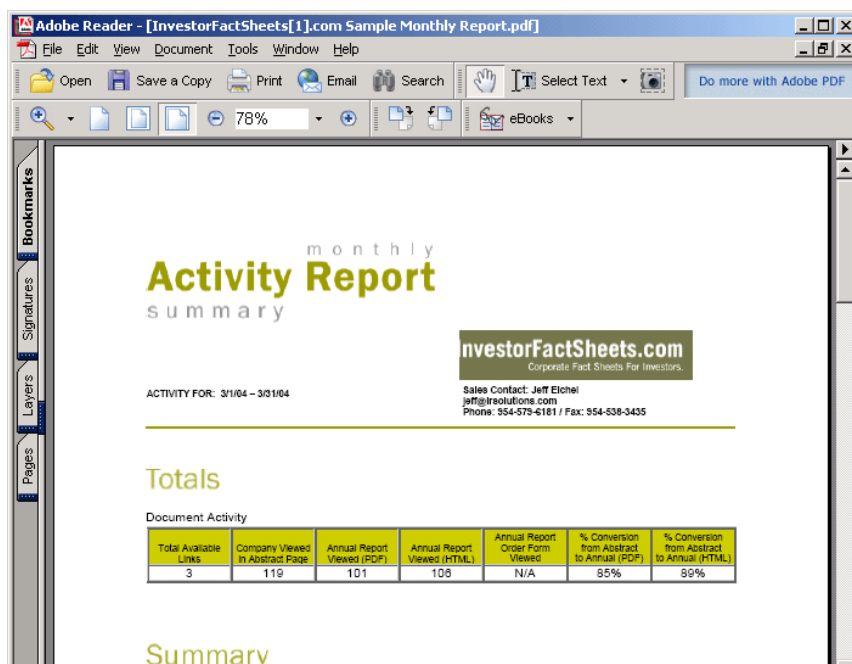 Adobe Reader - [InvestorFactSheets[1].com Sample Monthly Report.pdf]
File Edit View Document Tools Window Help
Open Save a Copy Print Email Search Select Text Do more with Adobe PDF
78% eBooks
Bookmarks
Signatures
Layers
Pages
monthly
Activity Report
summary
InvestorFactSheets.com
Corporate Fact Sheets For Investors.
ACTIVITY FOR: 3/1/04 – 3/31/04
Sales Contact: Jeff Eichel
jeff@irsolutions.com
Phone: 954-579-6181 / Fax: 954-538-3435
Totals
Document Activity
Total Available Links
Company Viewed in Abstract Page
Annual Report Viewed (PDF)
Annual Report Viewed (HTML)
Annual Report Order Form Viewed
% Conversion from Abstract to Annual (PDF)
% Conversion from Abstract to Annual (HTML)
3 119 101 106 N/A 85% 89%
Summary